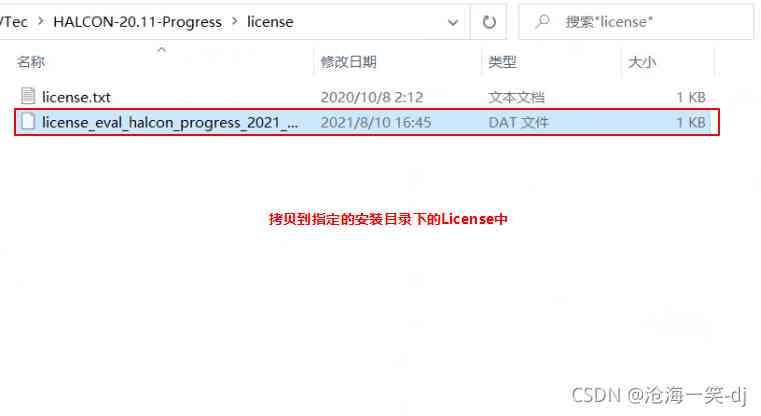 VTec > HALCON-20.11-Progress > license 搜索"license"
名称 修改日期 类型 大小
license.txt 2020/10/8 2:12 文本文档 1 KB
license_eval_halcon_progress_2021_... 2021/8/10 16:45 DAT 文件 1 KB
拷贝到指定的安装目录下的License中
CSDN @沧海一笑-dj